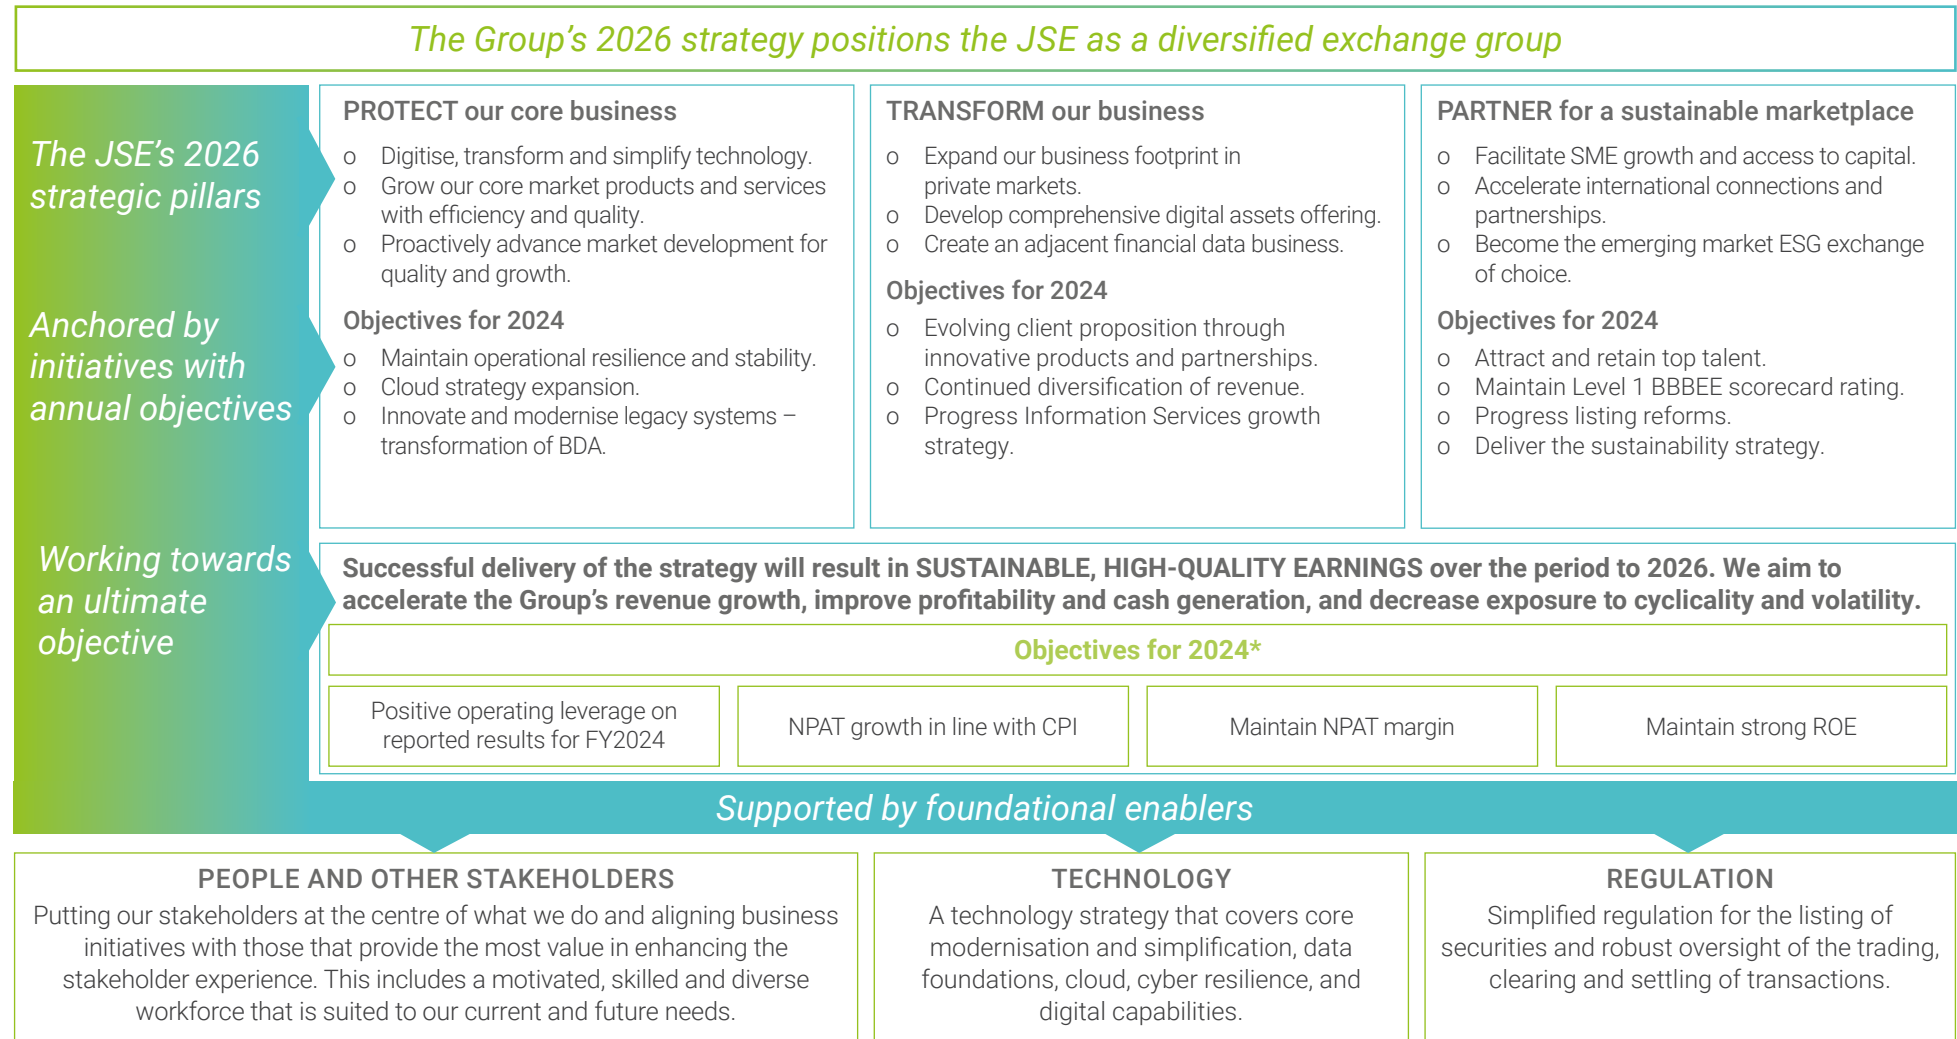 The Group's 2026 strategy positions the JSE as a diversified exchange group
The JSE's 2026
strategic pillars
Anchored by
initiatives with
annual objectives
Working towards
an ultimate
objective
PROTECT our core business
o Digitise, transform and simplify technology.
o Grow our core market products and services
with efficiency and quality.
o Proactively advance market development for
quality and growth.
Objectives for 2024
o Maintain operational resilience and stability.
o Cloud strategy expansion.
o Innovate and modernise legacy systems –
transformation of BDA.
TRANSFORM our business
o Expand our business footprint in
private markets.
o Develop comprehensive digital assets offering.
o Create an adjacent financial data business.
Objectives for 2024
o Evolving client proposition through
innovative products and partnerships.
o Continued diversification of revenue.
o Progress Information Services growth
strategy.
PARTNER for a sustainable marketplace
o Facilitate SME growth and access to capital.
o Accelerate international connections and
partnerships.
o Become the emerging market ESG exchange
of choice.
Objectives for 2024
o Attract and retain top talent.
o Maintain Level 1 BBBEE scorecard rating.
o Progress listing reforms.
o Deliver the sustainability strategy.
Successful delivery of the strategy will result in SUSTAINABLE, HIGH-QUALITY EARNINGS over the period to 2026. We aim to
accelerate the Group's revenue growth, improve profitability and cash generation, and decrease exposure to cyclicality and volatility.
Objectives for 2024*
Positive operating leverage on
reported results for FY2024
NPAT growth in line with CPI
Maintain NPAT margin
Maintain strong ROE
Supported by foundational enablers
PEOPLE AND OTHER STAKEHOLDERS
Putting our stakeholders at the centre of what we do and aligning business
initiatives with those that provide the most value in enhancing the
stakeholder experience. This includes a motivated, skilled and diverse
workforce that is suited to our current and future needs.
TECHNOLOGY
A technology strategy that covers core
modernisation and simplification, data
foundations, cloud, cyber resilience, and
digital capabilities.
REGULATION
Simplified regulation for the listing of
securities and robust oversight of the trading,
clearing and settling of transactions.